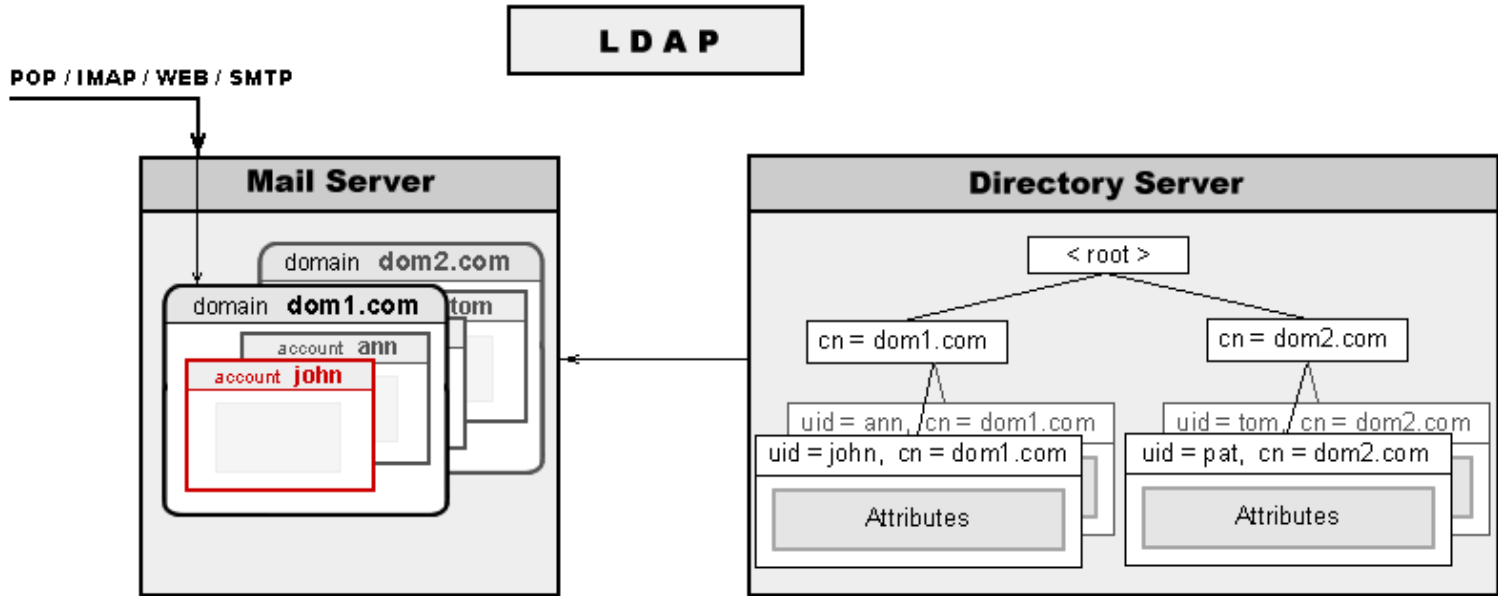 L D A P
POP / IMAP / WEB / SMTP
Mail Server
domain dom2.com
tom
domain dom1.com
account ann
account john
Directory Server
< root >
cn = dom1.com
cn = dom2.com
uid = ann, cn = dom1.com
uid = john, cn = dom1.com
Attributes
uid = tom, cn = dom2.com
uid = pat, cn = dom2.com
Attributes